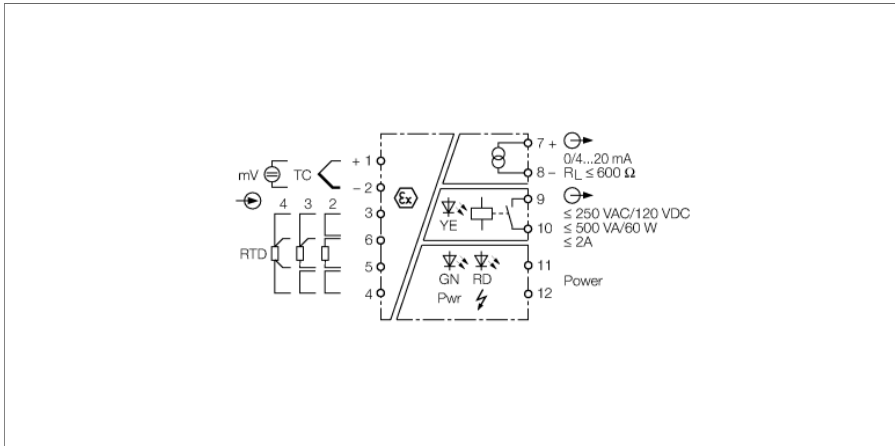 mV TC + 1
− 2
4 3 2
3
6
RTD
5
4
Ex
7 +
0/4...20 mA
8 − RL ≤ 600 Ω
9
≤ 250 VAC/120 VDC
YE
10 ≤ 500 VA/60 W
≤ 2A
11
GN RD
Power
Pwr
12